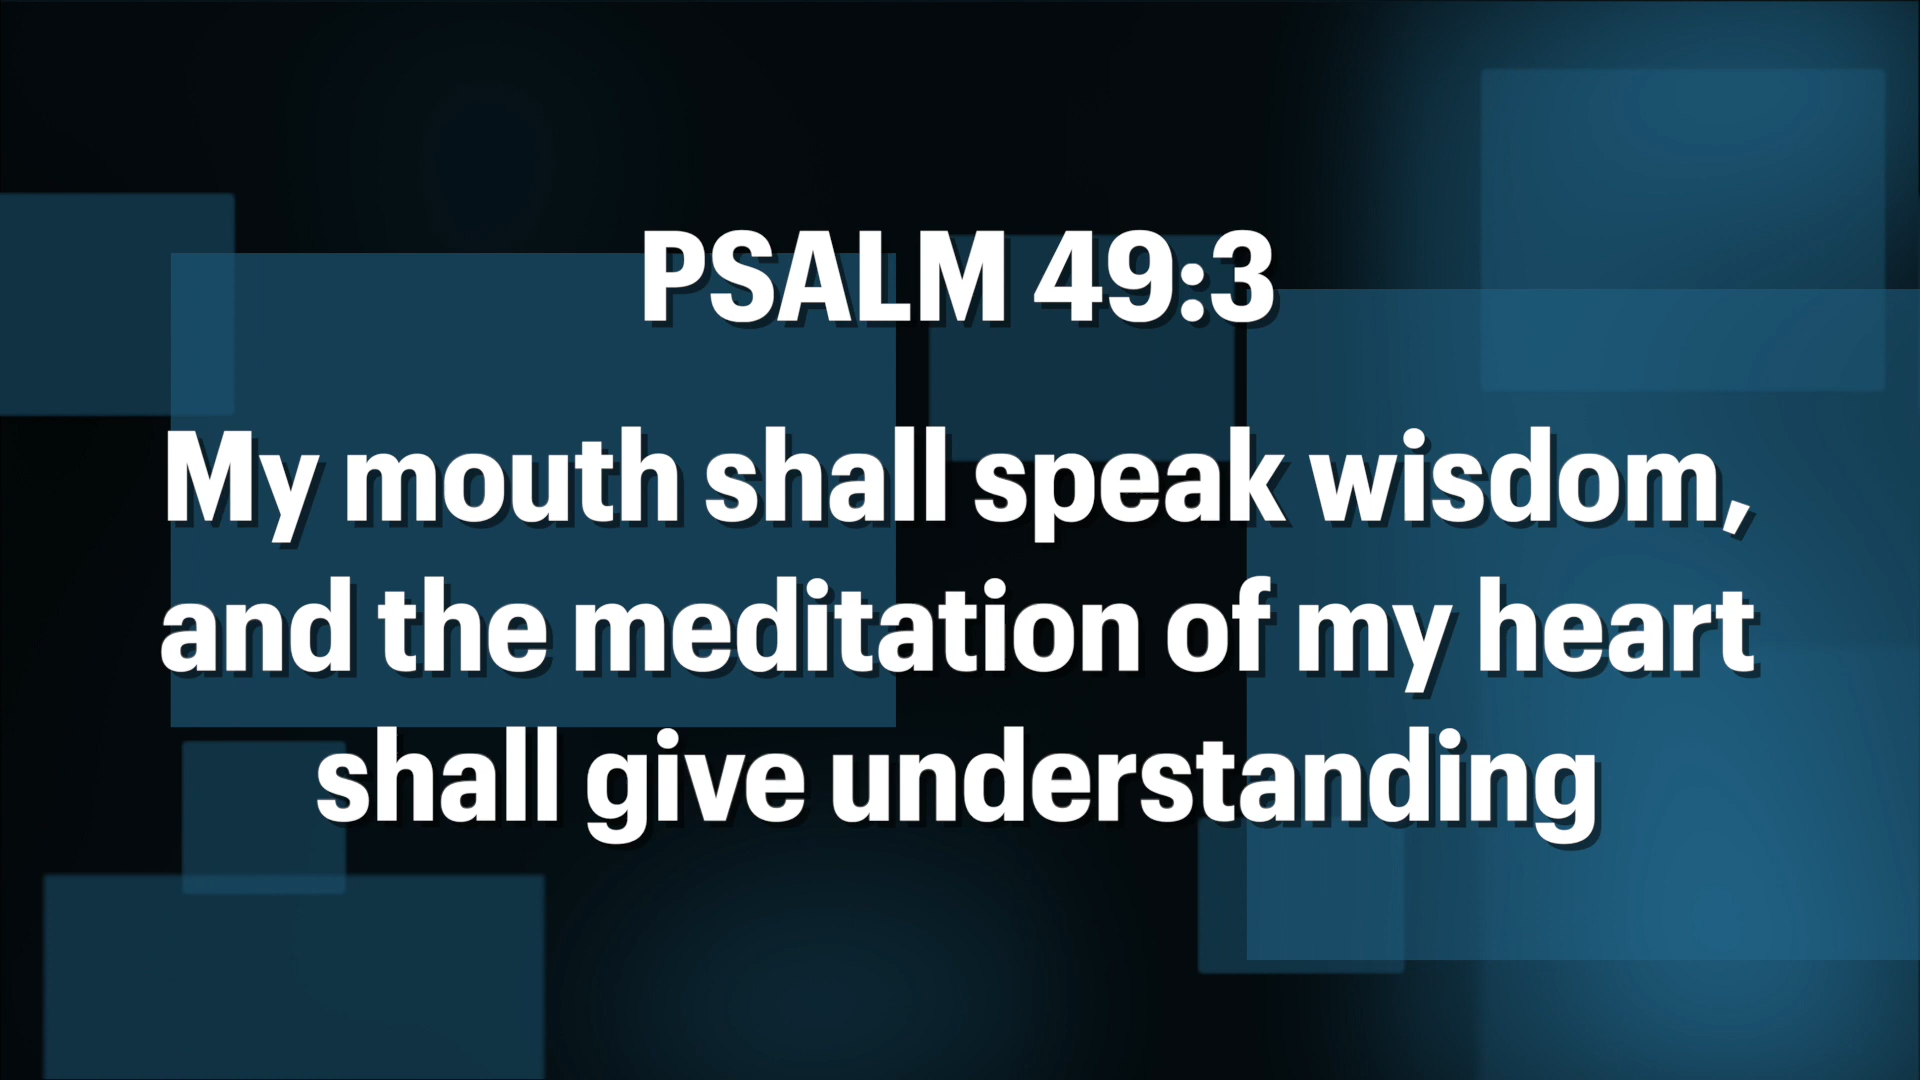 PSALM 49:3
My mouth shall speak wisdom,
and the meditation of my heart
shall give understanding